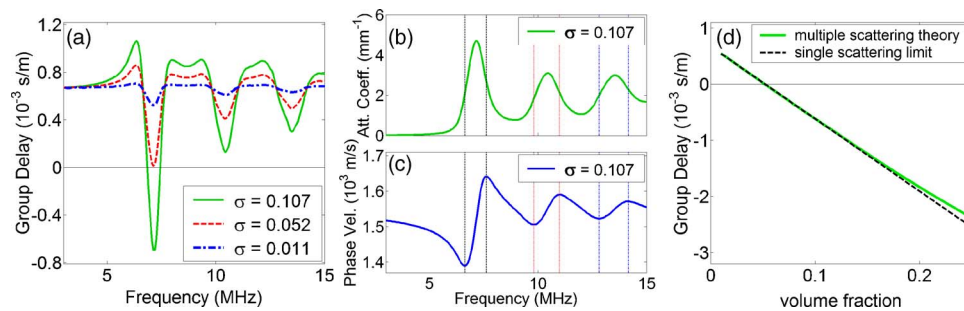 (a)
Group Delay (10⁻³ s/m)
1.2
0.8
0.4
0
-0.4
-0.8
σ = 0.107
σ = 0.052
σ = 0.011
5
10
15
Frequency (MHz)
(b)
Att. Coeff. (mm⁻¹)
6
4
2
0
σ = 0.107
(c)
Phase Vel. (10³ m/s)
1.7
1.6
1.5
1.4
σ = 0.107
5
10
15
Frequency (MHz)
(d)
Group Delay (10⁻³ s/m)
1
0
-1
-2
-3
multiple scattering theory
single scattering limit
0
0.1
0.2
volume fraction